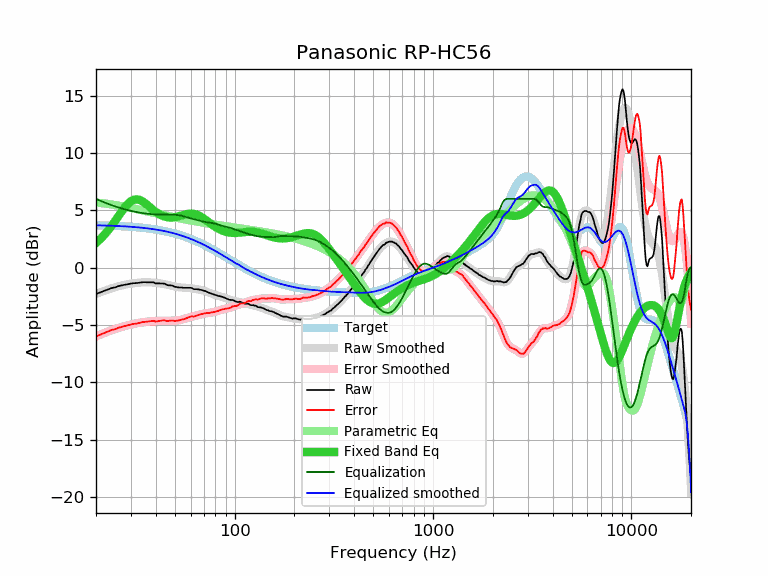 Panasonic RP-HC56
Amplitude (dBr)
15
10
5
0
−5
−10
−15
−20
Target
Raw Smoothed
Error Smoothed
Raw
Error
Parametric Eq
Fixed Band Eq
Equalization
Equalized smoothed
100
1000
10000
Frequency (Hz)